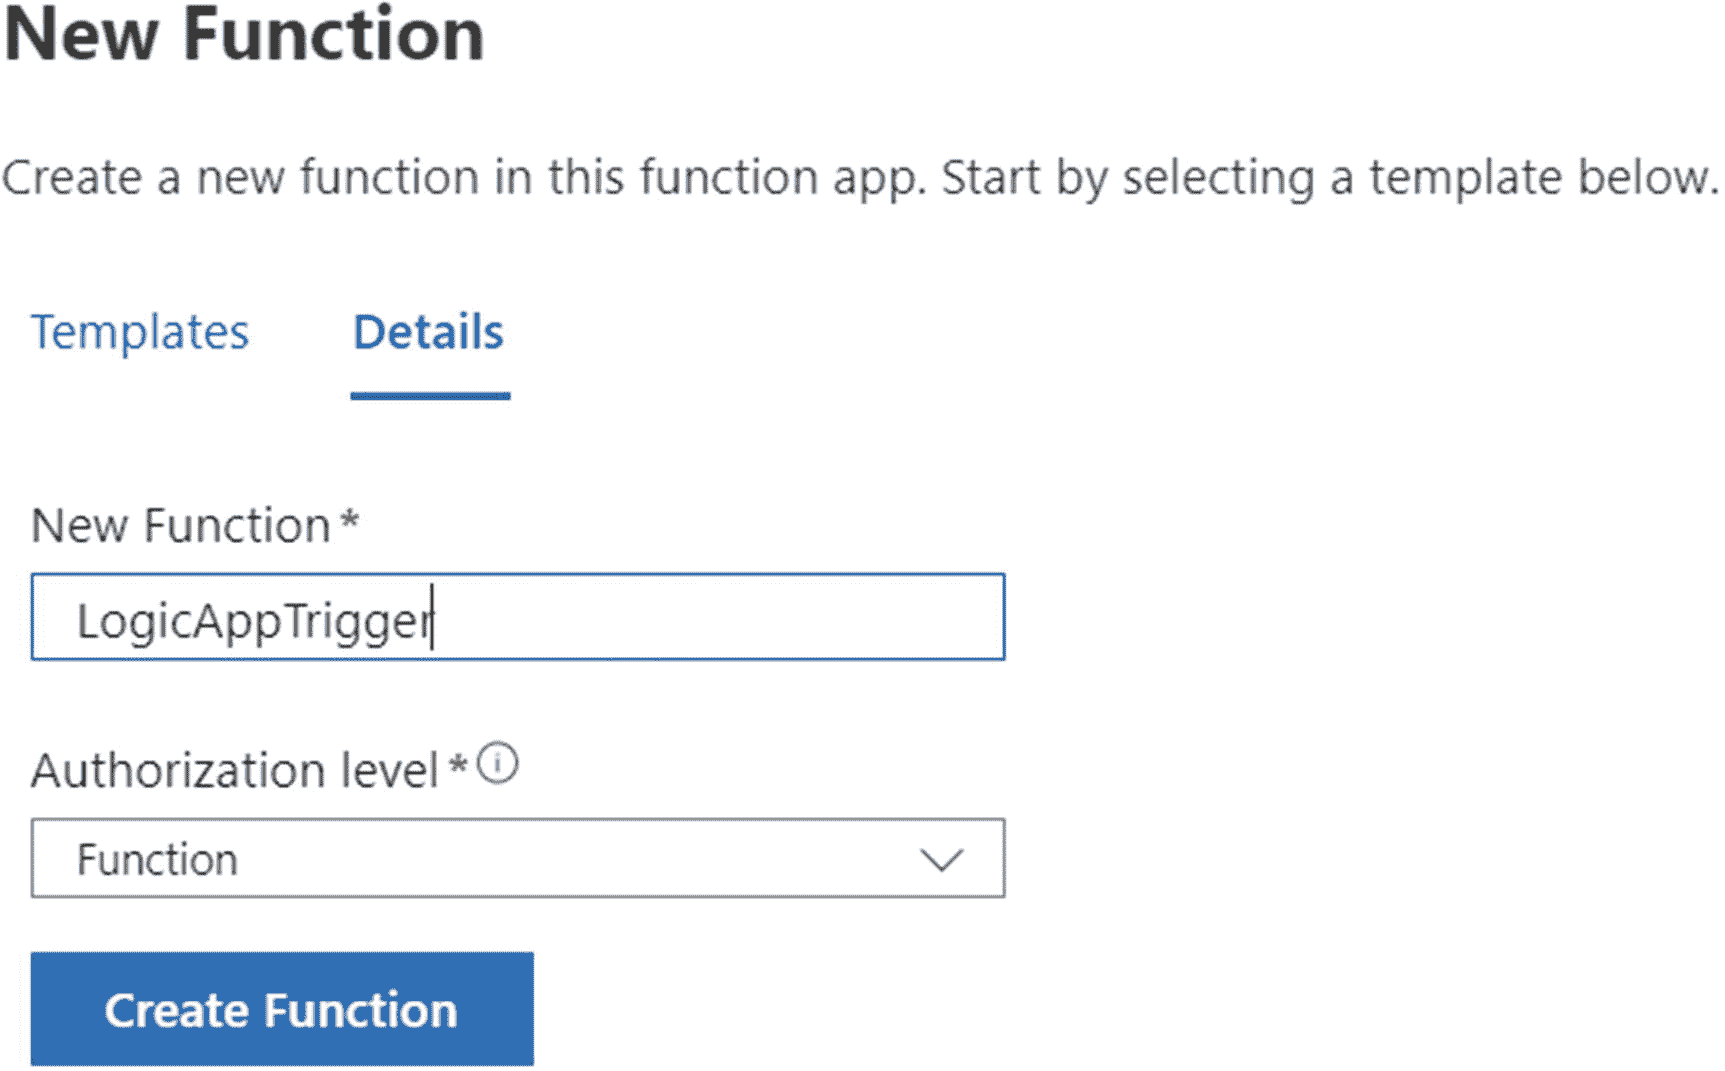 New Function
Create a new function in this function app. Start by selecting a template below.
Templates Details
New Function *
LogicAppTrigger
Authorization level *
Function
Create Function